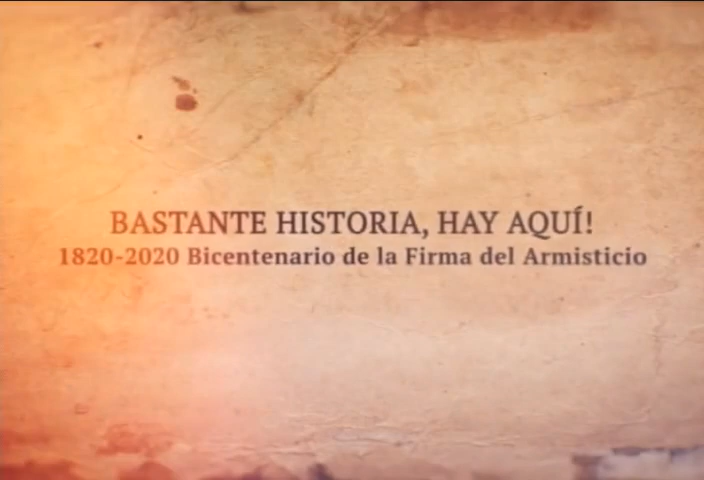 BASTANTE HISTORIA, HAY AQUÍ!
1820-2020 Bicentenario de la Firma del Armisticio